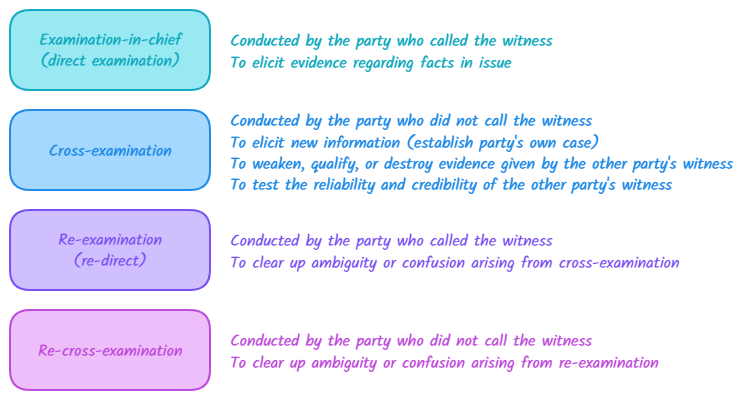 Examination-in-chief
(direct examination)
Conducted by the party who called the witness
To elicit evidence regarding facts in issue
Cross-examination
Conducted by the party who did not call the witness
To elicit new information (establish party's own case)
To weaken, qualify, or destroy evidence given by the other party's witness
To test the reliability and credibility of the other party's witness
Re-examination
(re-direct)
Conducted by the party who called the witness
To clear up ambiguity or confusion arising from cross-examination
Re-cross-examination
Conducted by the party who did not call the witness
To clear up ambiguity or confusion arising from re-examination